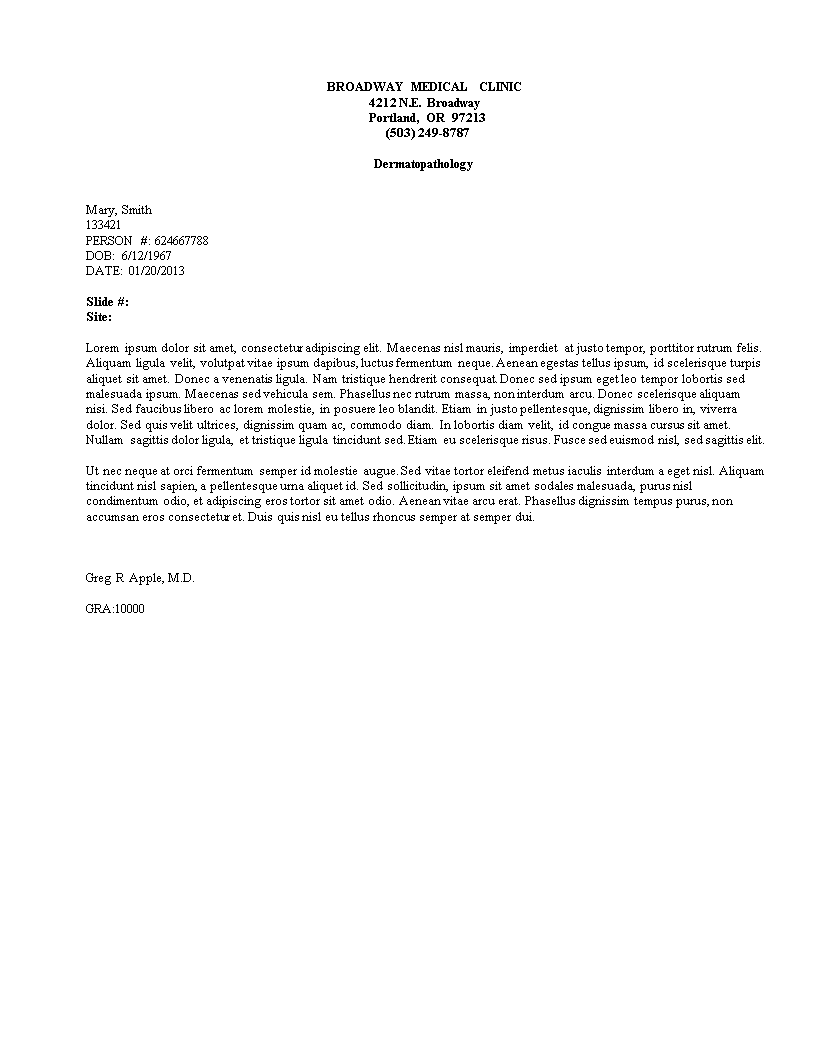 BROADWAY MEDICAL CLINIC
4212 N.E. Broadway
Portland, OR 97213
(503) 249-8787
Dermatopathology
Mary, Smith
133421
PERSON #: 624667788
DOB: 6/12/1967
DATE: 01/20/2013
Slide #:
Site:
Lorem ipsum dolor sit amet, consectetur adipiscing elit. Maecenas nisl mauris, imperdiet at justo tempor, porttitor rutrum felis.
Aliquam ligula velit, volutpat vitae ipsum dapibus, luctus fermentum neque. Aenean egestas tellus ipsum, id scelerisque turpis
aliquet sit amet. Donec a venenatis ligula. Nam tristique hendrerit consequat. Donec sed ipsum eget leo tempor lobortis sed
malesuada ipsum. Maecenas sed vehicula sem. Phasellus nec rutrum massa, non interdum arcu. Donec scelerisque aliquam
nisi. Sed faucibus libero ac lorem molestie, in posuere leo blandit. Etiam in justo pellentesque, dignissim libero in, viverra
dolor. Sed quis velit ultrices, dignissim quam ac, commodo diam. In lobortis diam velit, id congue massa cursus sit amet.
Nullam sagittis dolor ligula, et tristique ligula tincidunt sed. Etiam eu scelerisque risus. Fusce sed euismod nisl, sed sagittis elit.
Ut nec neque at orci fermentum semper id molestie augue. Sed vitae tortor eleifend metus iaculis interdum a eget nisl. Aliquam
tincidunt nisl sapien, a pellentesque urna aliquet id. Sed sollicitudin, ipsum sit amet sodales malesuada, purus nisl
condimentum odio, et adipiscing eros tortor sit amet odio. Aenean vitae arcu erat. Phasellus dignissim tempus purus, non
accumsan eros consectetur et. Duis quis nisl eu tellus rhoncus semper at semper dui.
Greg R Apple, M.D.
GRA:10000